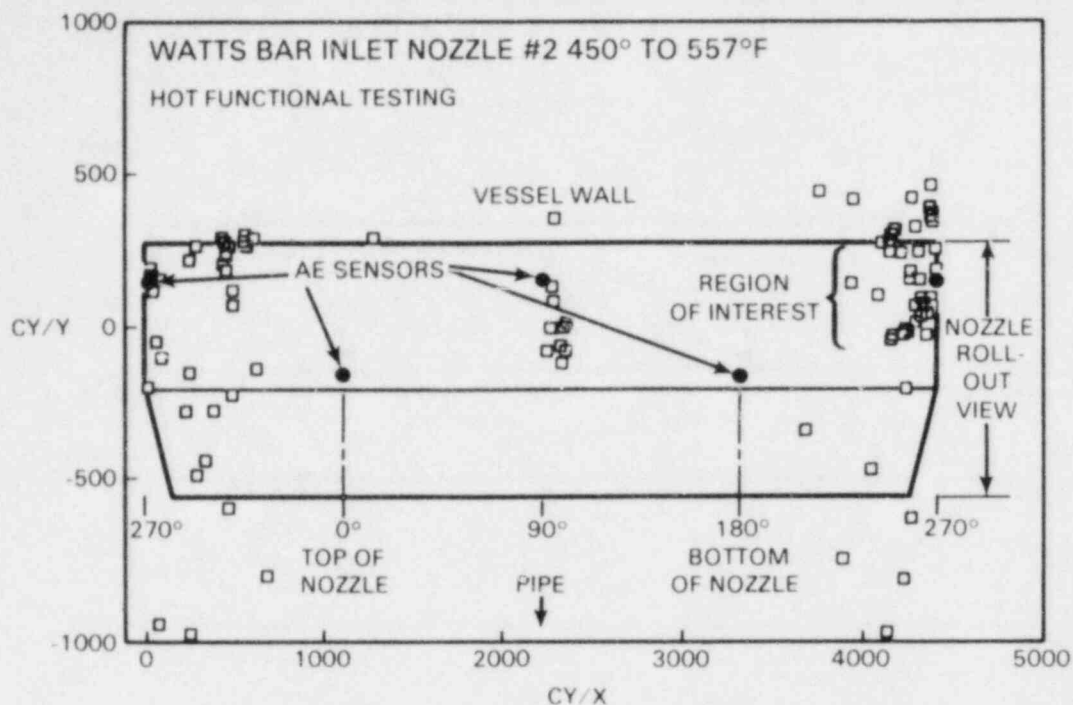 WATTS BAR INLET NOZZLE #2 450° TO 557°F
HOT FUNCTIONAL TESTING
1000
500
CY/Y
0
-500
-1000
VESSEL WALL
AE SENSORS
REGION
OF INTEREST
NOZZLE
ROLL-
OUT
VIEW
270°
0°
90°
180°
270°
TOP OF
NOZZLE
PIPE
BOTTOM
OF NOZZLE
0
1000
2000
3000
4000
5000
CY/X